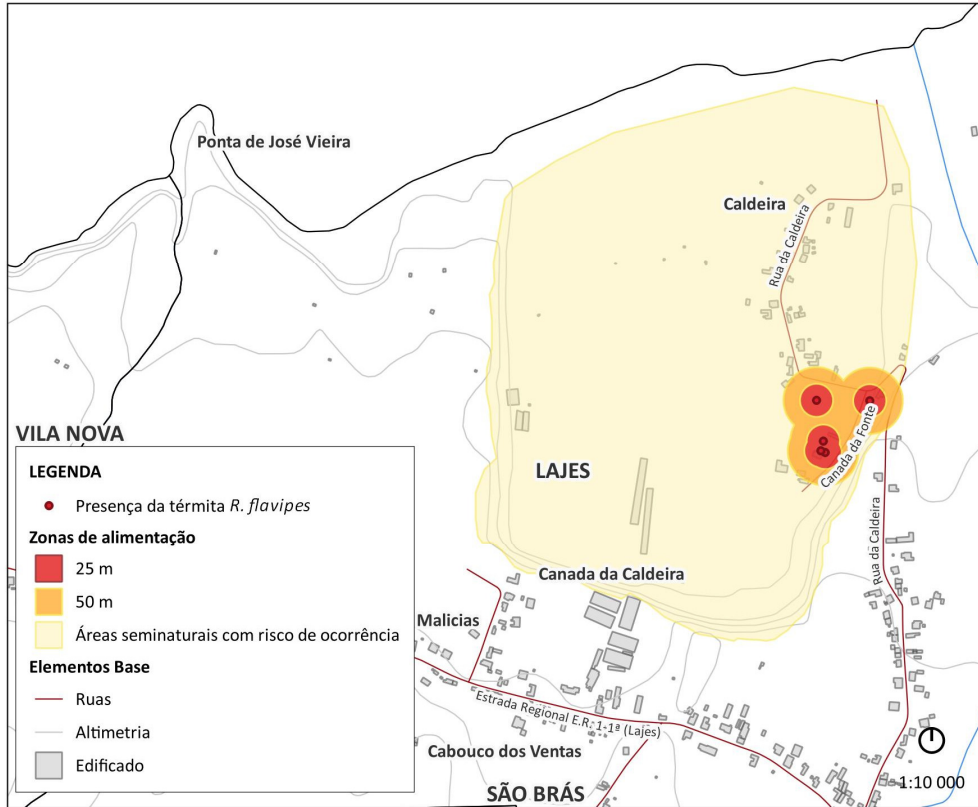 Ponta de José Vieira
Caldeira
Rua da Caldeira
Canada da Fonte
VILA NOVA
LAJES
Rua da Caldeira
Canada da Caldeira
Malicias
Estrada Regional E.R. 1-1ª (Lajes)
Cabouco dos Ventas
SÃO BRÁS
1:10 000
LEGENDA
Presença da térmita R. flavipes
Zonas de alimentação
25 m
50 m
Áreas seminaturais com risco de ocorrência
Elementos Base
Ruas
Altimetria
Edificado